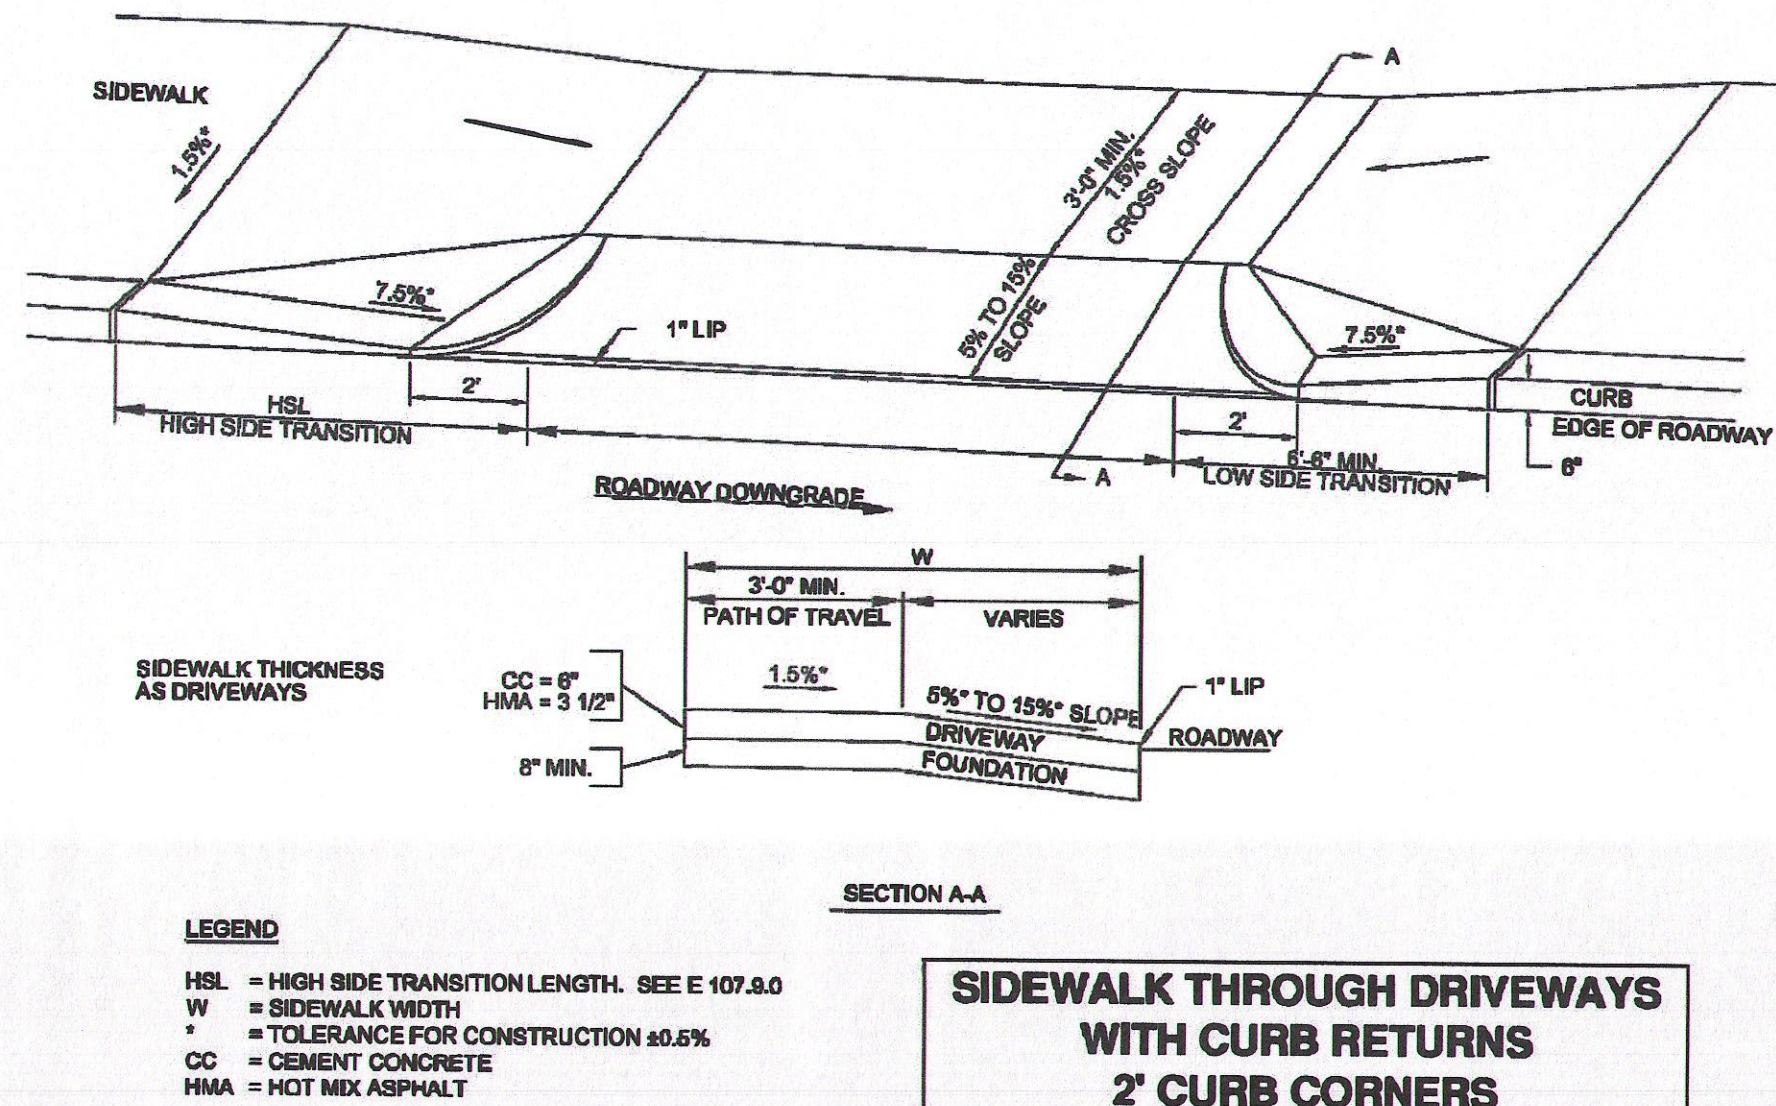 A
SIDEWALK
1.5%*
3'-0" MIN.
1.5%*
CROSS SLOPE
5% TO 15%
SLOPE
7.5%*
1" LIP
7.5%*
2'
HSL
HIGH SIDE TRANSITION
2'
CURB
EDGE OF ROADWAY
6'-6" MIN.
LOW SIDE TRANSITION
6"
A
ROADWAY DOWNGRADE
W
3'-0" MIN.
PATH OF TRAVEL
VARIES
SIDEWALK THICKNESS
AS DRIVEWAYS
CC = 6"
HMA = 3 1/2"
1.5%*
5%* TO 15%* SLOPE
1" LIP
DRIVEWAY
ROADWAY
8" MIN.
FOUNDATION
SECTION A-A
LEGEND
HSL = HIGH SIDE TRANSITION LENGTH. SEE E 107.9.0
W = SIDEWALK WIDTH
* = TOLERANCE FOR CONSTRUCTION ±0.5%
CC = CEMENT CONCRETE
HMA = HOT MIX ASPHALT
SIDEWALK THROUGH DRIVEWAYS
WITH CURB RETURNS
2' CURB CORNERS